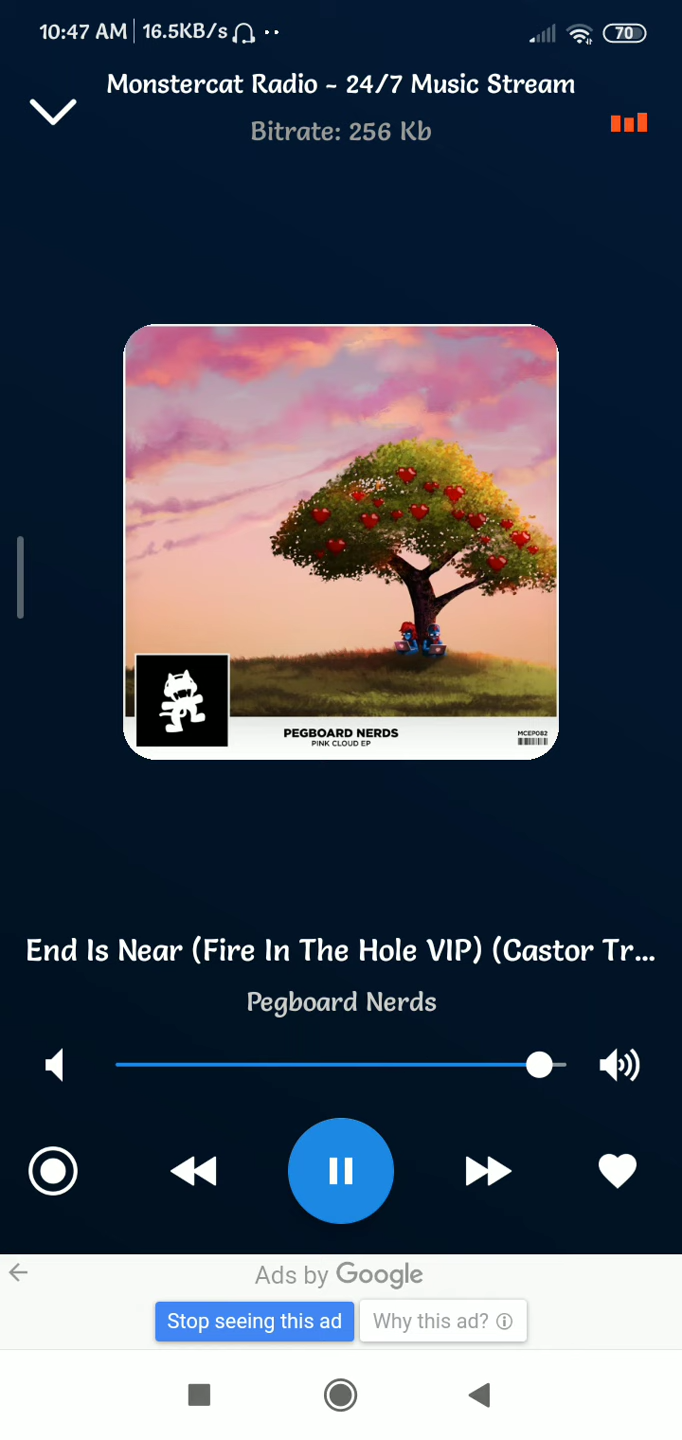 10:47 AM 16.5KB/s 70
Monstercat Radio ~ 24/7 Music Stream
Bitrate: 256 Kb
PEGBOARD NERDS
PINK CLOUD EP
MCEP082
End Is Near (Fire In The Hole VIP) (Castor Tr...
Pegboard Nerds
Ads by Google
Stop seeing this ad
Why this ad?